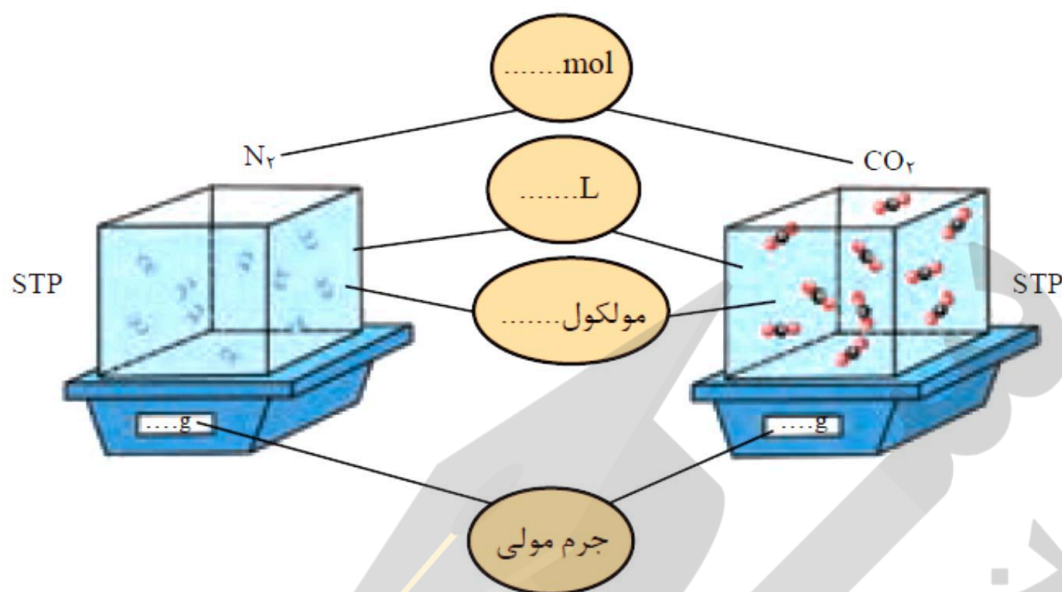 .......mol
N۲
CO۲
.......L
STP
STP
مولکول.......
....g
....g
جرم مولی